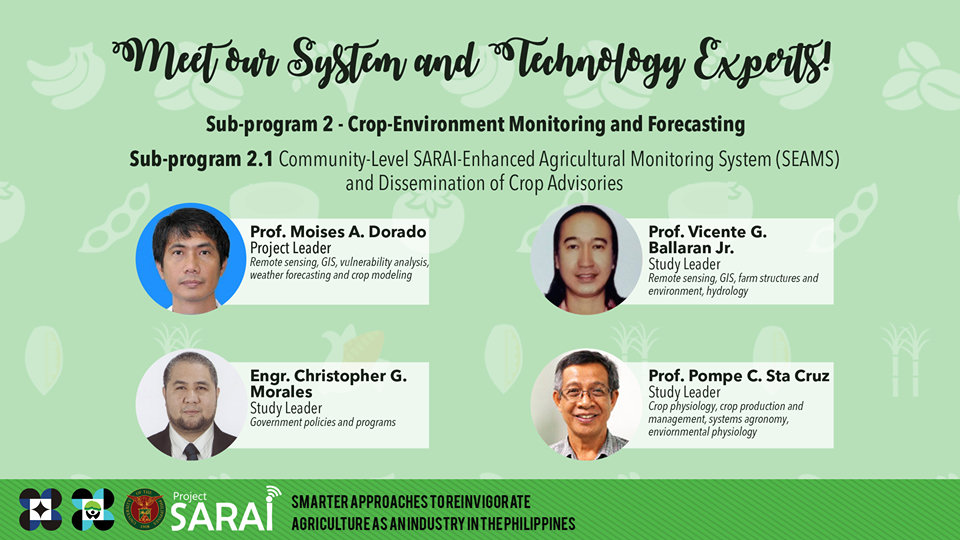 Meet our System and Technology Experts!
Sub-program 2 - Crop-Environment Monitoring and Forecasting
Sub-program 2.1 Community-Level SARAI-Enhanced Agricultural Monitoring System (SEAMS)
and Dissemination of Crop Advisories
Prof. Moises A. Dorado
Project Leader
Remote sensing, GIS, vulnerability analysis,
weather forecasting and crop modeling
Prof. Vicente G.
Ballaran Jr.
Study Leader
Remote sensing, GIS, farm structures and
environment, hydrology
Engr. Christopher G.
Morales
Study Leader
Government policies and programs
Prof. Pompe C. Sta Cruz
Study Leader
Crop physiology, crop production and
management, systems agronomy,
enviornmental physiology
Project
SARAI
SMARTER APPROACHES TO REINVIGORATE
AGRICULTURE AS AN INDUSTRY IN THE PHILIPPINES